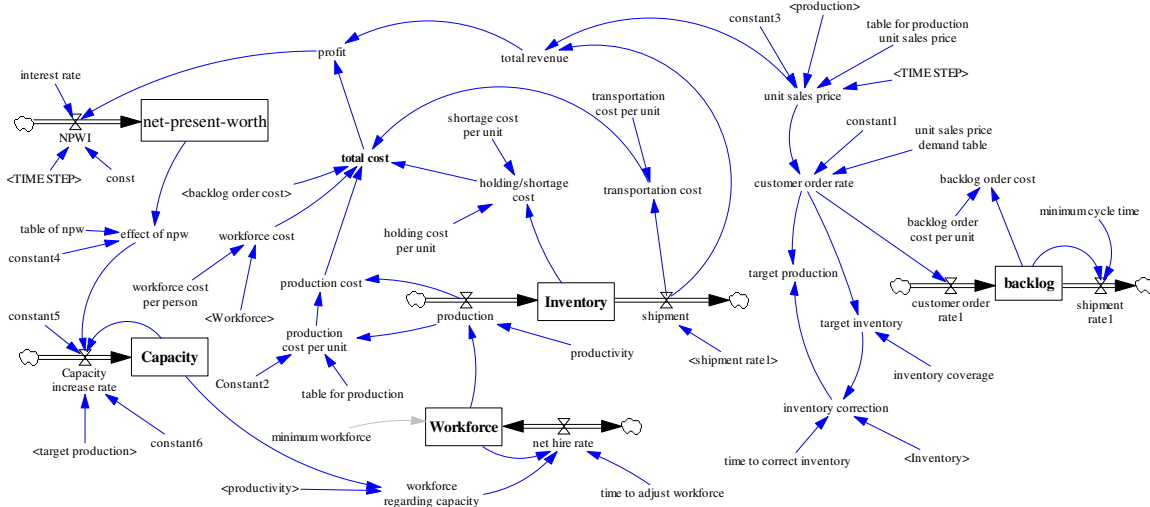 <production>
constant3
table for production
unit sales price
profit
total revenue
<TIME STEP>
interest rate
unit sales price
transportation
cost per unit
net-present-worth
shortage cost
per unit
constant1
unit sales price
demand table
NPWI
total cost
<TIME STEP>
const
<backlog order cost>
holding/shortage
cost
transportation cost
customer order rate
backlog order cost
minimum cycle time
table of npw
effect of npw
workforce cost
holding cost
per unit
backlog order
cost per unit
constant4
target production
workforce cost
per person
production cost
Inventory
backlog
customer order
rate1
shipment
rate1
<Workforce>
production
shipment
target inventory
constant5
production
cost per unit
productivity
<shipment rate1>
Capacity
Capacity
increase rate
Constant2
table for production
inventory coverage
inventory correction
minimum workforce
Workforce
net hire rate
constant6
<target production>
time to correct inventory
<Inventory>
<productivity>
workforce
regarding capacity
time to adjust workforce